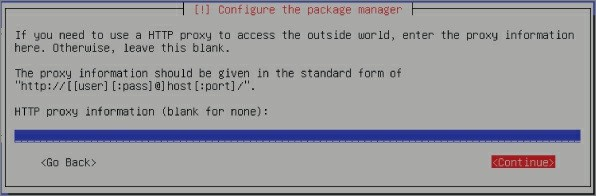 [!] Configure the package manager
If you need to use a HTTP proxy to access the outside world, enter the proxy information
here. Otherwise, leave this blank.
The proxy information should be given in the standard form of
"http://[[user][:pass]@]host[:port]/".
HTTP proxy information (blank for none):
<Go Back> <Continue>